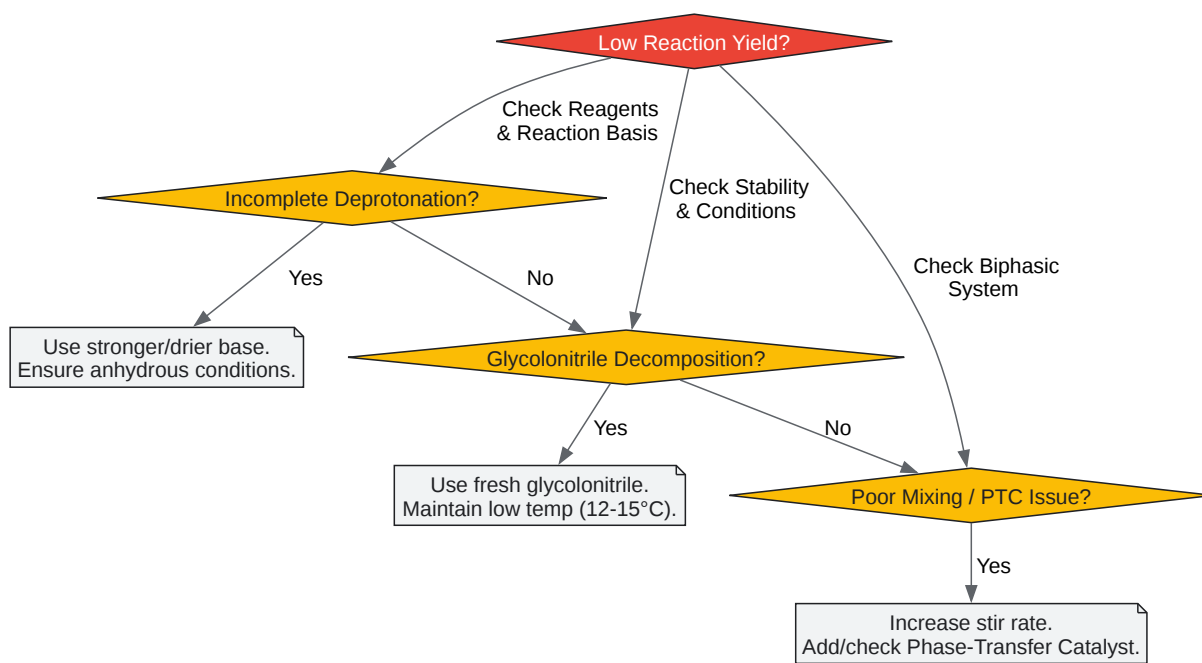 Low Reaction Yield?
Check Reagents
& Reaction Basis
Check Stability
& Conditions
Incomplete Deprotonation?
Check Biphasic
System
Yes
No
Use stronger/drier base.
Ensure anhydrous conditions.
Glycolonitrile Decomposition?
Yes
No
Use fresh glycolonitrile.
Maintain low temp (12-15°C).
Poor Mixing / PTC Issue?
Yes
Increase stir rate.
Add/check Phase-Transfer Catalyst.